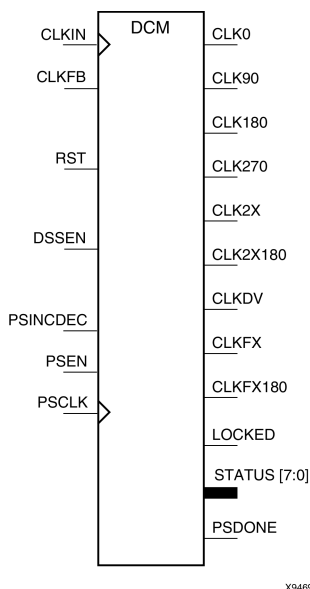 DCM
CLKIN
CLKFB
RST
DSSEN
PSINCDEC
PSEN
PSCLK
CLK0
CLK90
CLK180
CLK270
CLK2X
CLK2X180
CLKDV
CLKFX
CLKFX180
LOCKED
STATUS [7:0]
PSDONE
X9469